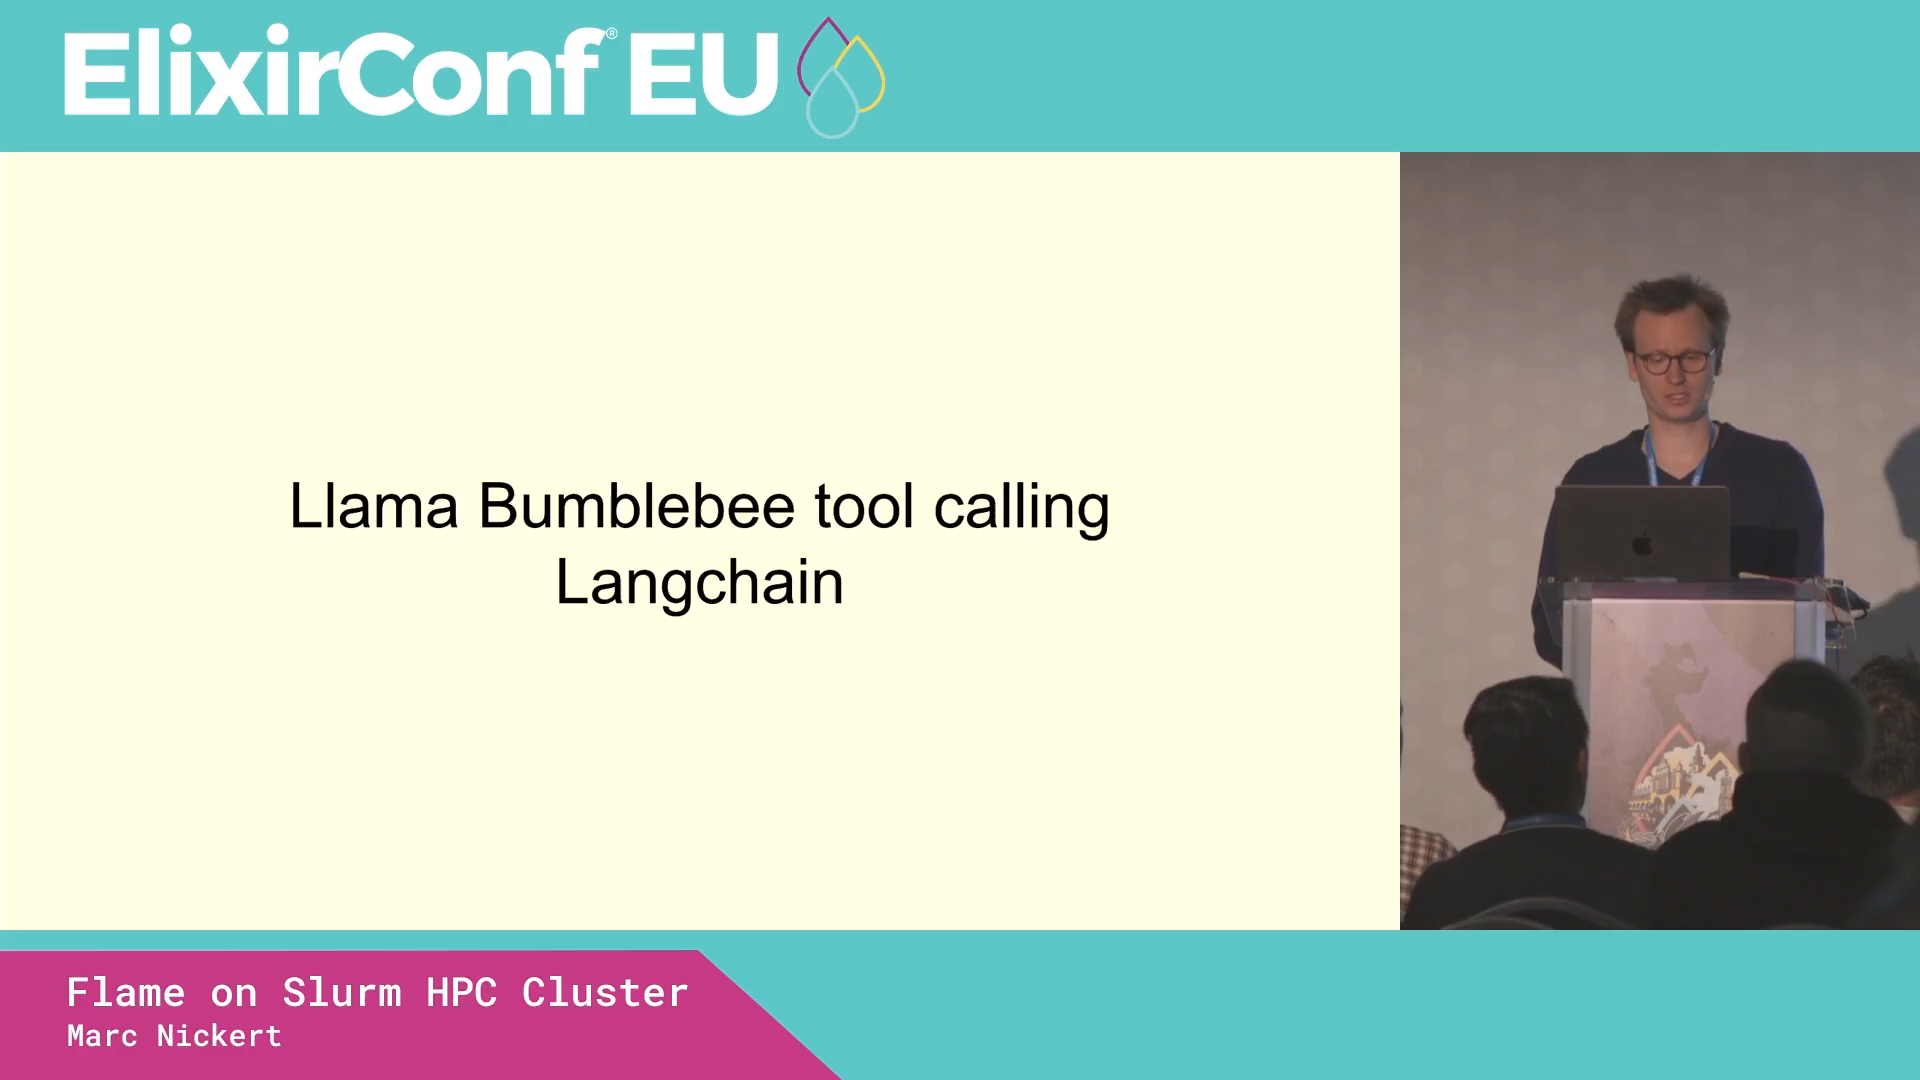 ElixirConf® EU
Llama Bumblebee tool calling
Langchain
Flame on Slurm HPC Cluster
Marc Nickert